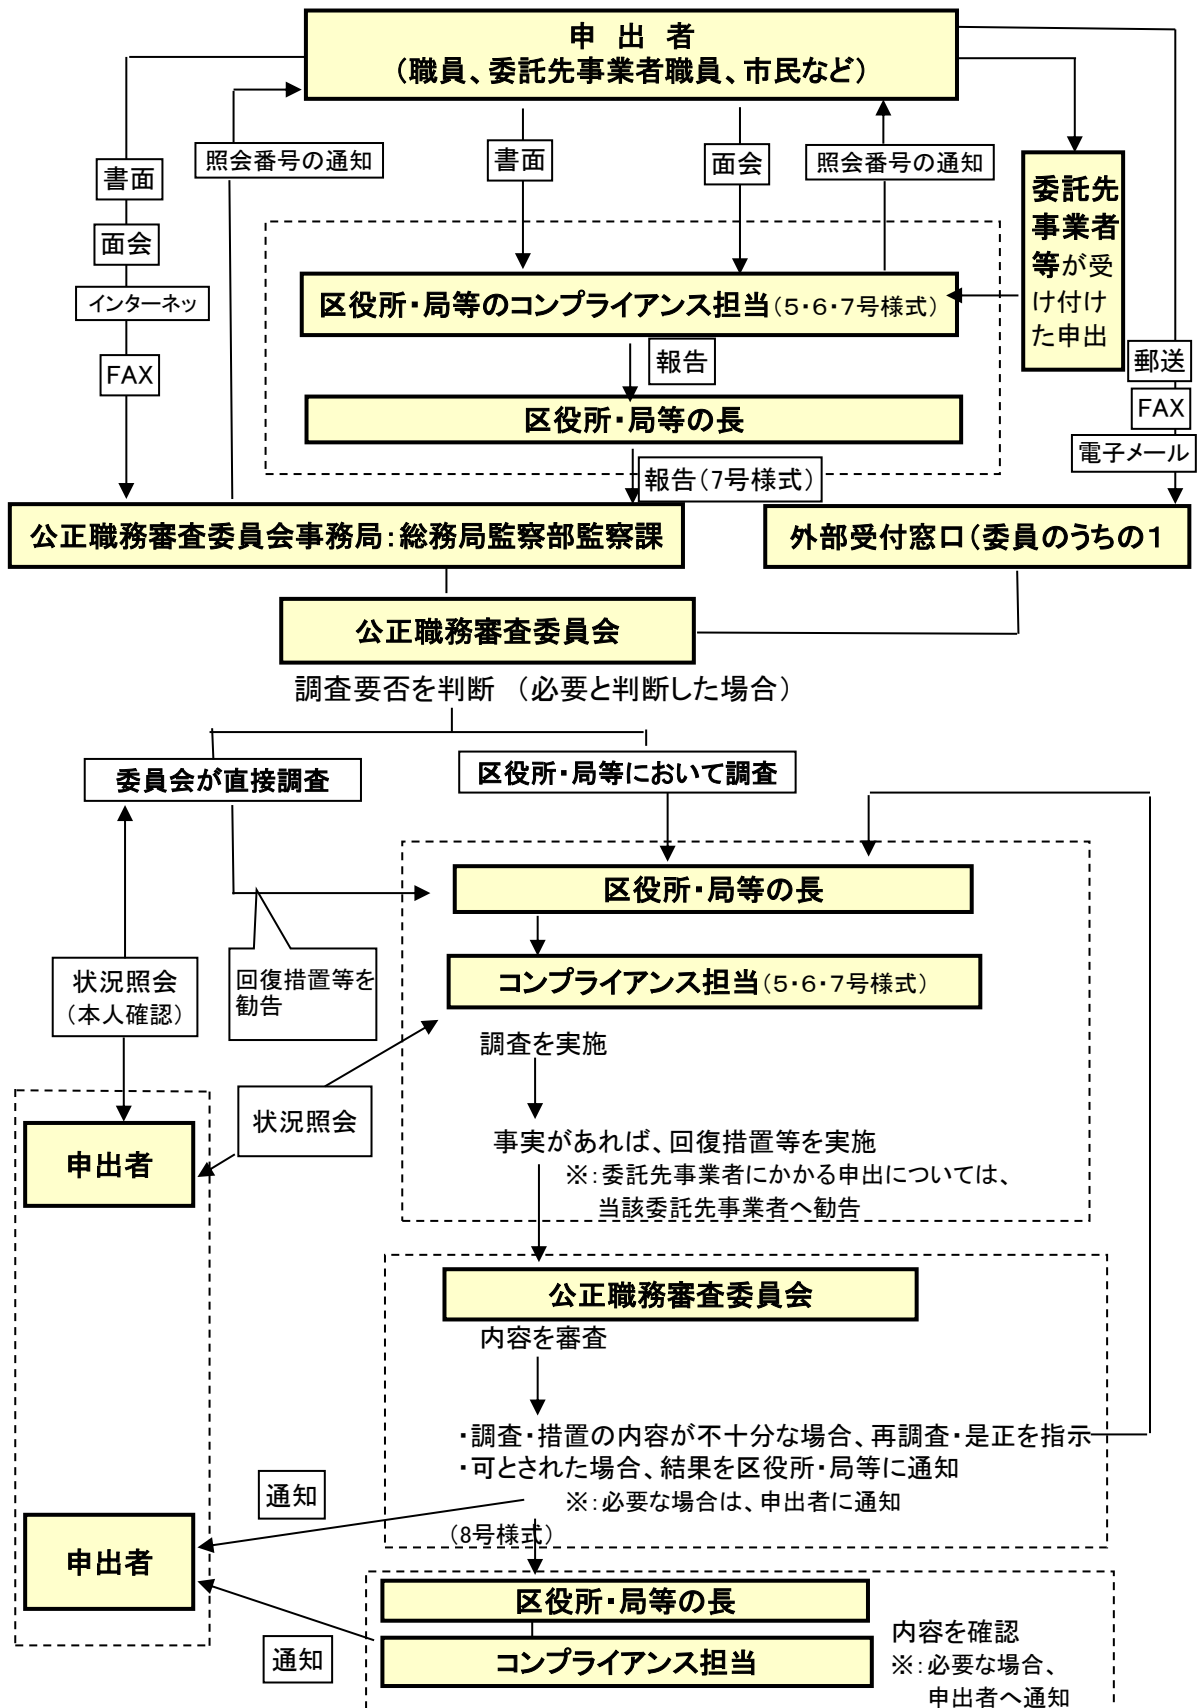 申 出 者
（職員、委託先事業者職員、市民など）
書面
面会
インターネッ
FAX
照会番号の通知
書面
面会
照会番号の通知
委託先
事業者
等が受
け付け
た申出
区役所・局等のコンプライアンス担当（5・6・7号様式）
報告
区役所・局等の長
報告（7号様式）
郵送
FAX
電子メール
公正職務審査委員会事務局：総務局監察部監察課
外部受付窓口（委員のうちの１
公正職務審査委員会
調査要否を判断 （必要と判断した場合）
委員会が直接調査
区役所・局等において調査
区役所・局等の長
コンプライアンス担当（5・6・7号様式）
状況照会
（本人確認）
回復措置等を
勧告
調査を実施
状況照会
申出者
事実があれば、回復措置等を実施
※：委託先事業者にかかる申出については、
当該委託先事業者へ勧告
公正職務審査委員会
内容を審査
・調査・措置の内容が不十分な場合、再調査・是正を指示
・可とされた場合、結果を区役所・局等に通知
※：必要な場合は、申出者に通知
（8号様式）
通知
申出者
通知
区役所・局等の長
コンプライアンス担当
内容を確認
※：必要な場合、
申出者へ通知